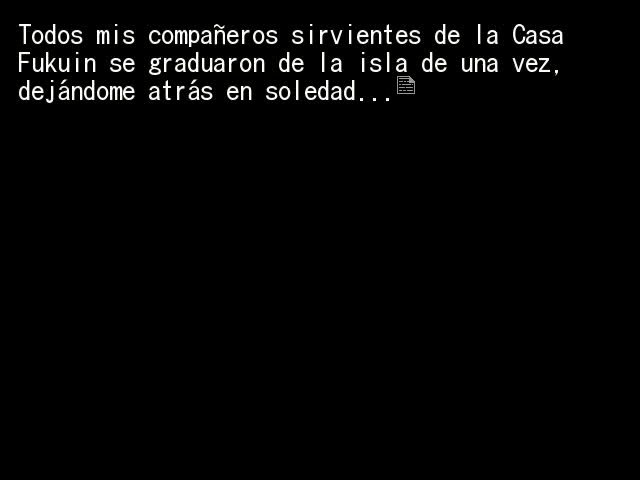 Todos mis compañeros sirvientes de la Casa
Fukuin se graduaron de la isla de una vez,
dejándome atrás en soledad...